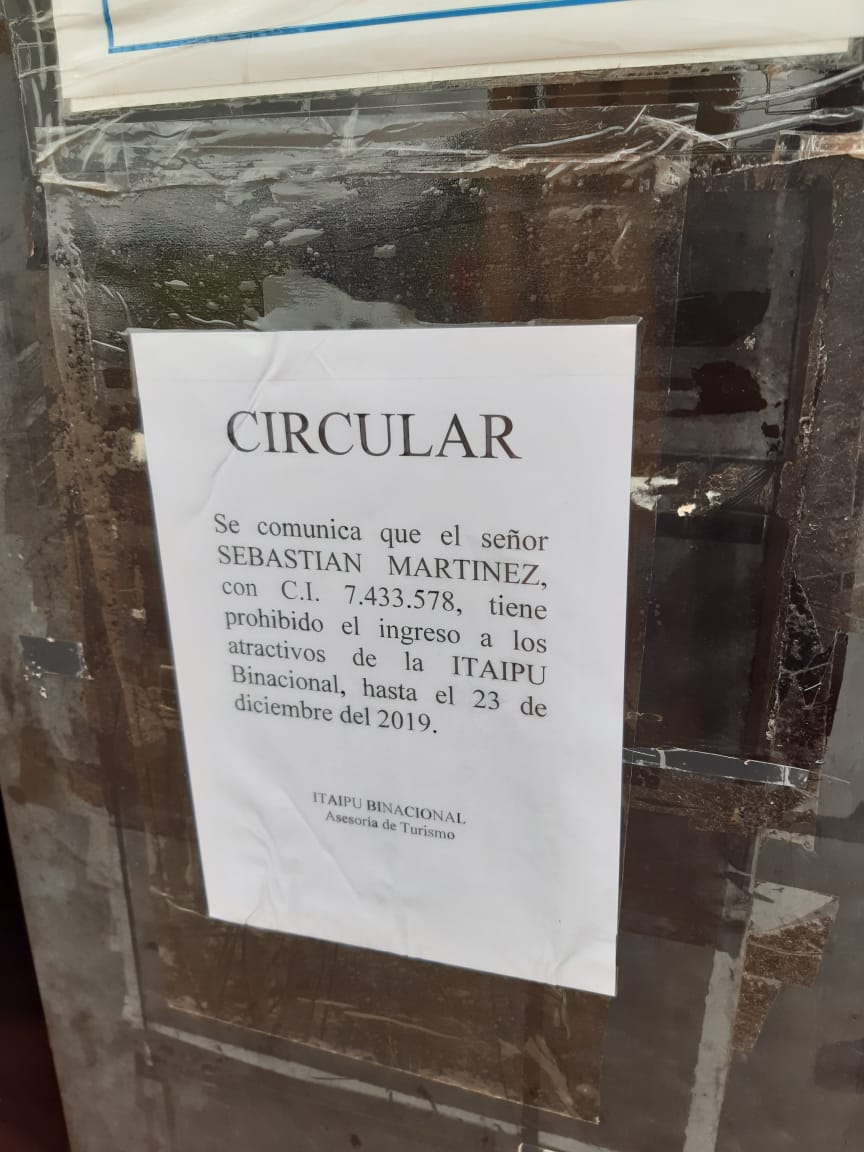 CIRCULAR
Se comunica que el señor
SEBASTIAN MARTINEZ,
con C.I. 7.433.578, tiene
prohibido el ingreso a los
atractivos de la ITAIPU
Binacional, hasta el 23 de
diciembre del 2019.
ITAIPU BINACIONAL
Asesoría de Turismo